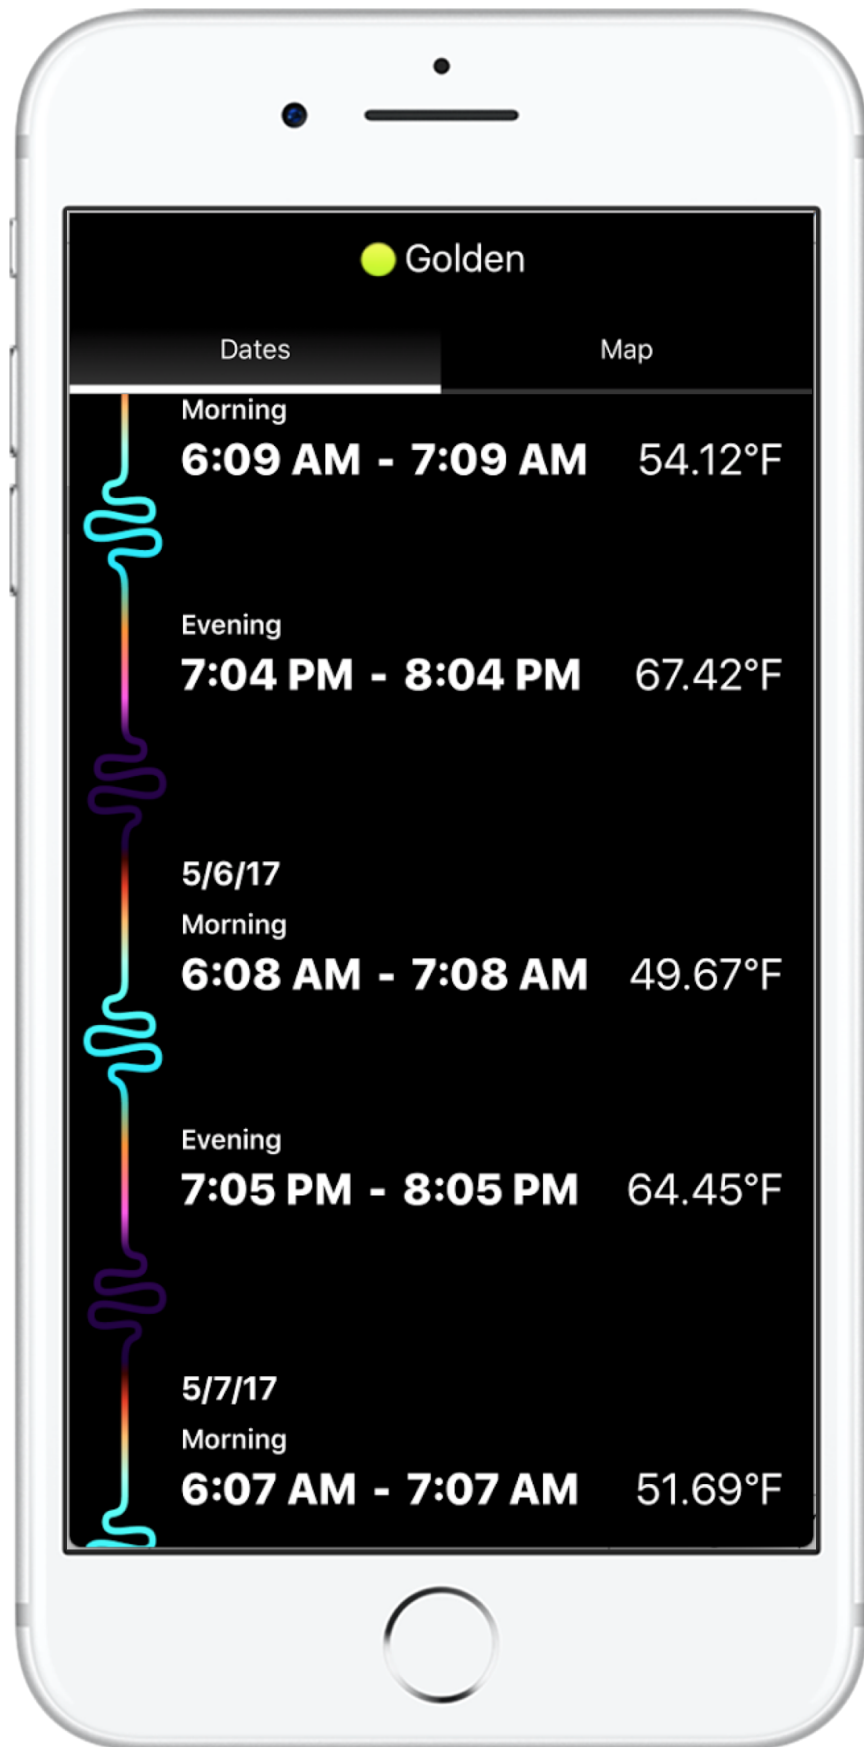 Golden
Dates Map
Morning
6:09 AM - 7:09 AM 54.12°F
Evening
7:04 PM - 8:04 PM 67.42°F
5/6/17
Morning
6:08 AM - 7:08 AM 49.67°F
Evening
7:05 PM - 8:05 PM 64.45°F
5/7/17
Morning
6:07 AM - 7:07 AM 51.69°F